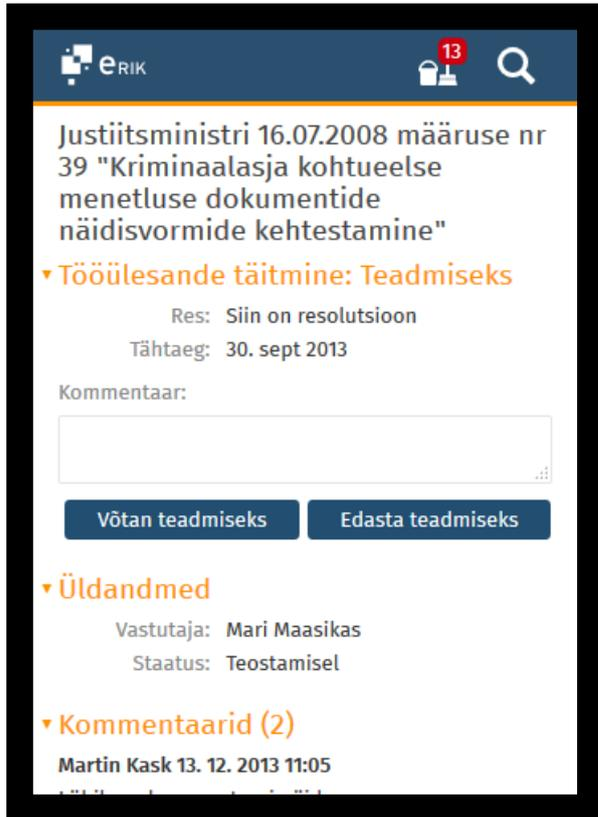 eRIK
13
Justiitsministri 16.07.2008 määruse nr
39 "Kriminaalasja kohtueelse
menetluse dokumentide
näidisvormide kehtestamine"
Tööülesande täitmine: Teadmiseks
Res: Siin on resolutsioon
Tähtaeg: 30. sept 2013
Kommentaar:
Võtan teadmiseks Edasta teadmiseks
Üldandmed
Vastutaja: Mari Maasikas
Staatus: Teostamisel
Kommentaarid (2)
Martin Kask 13. 12. 2013 11:05